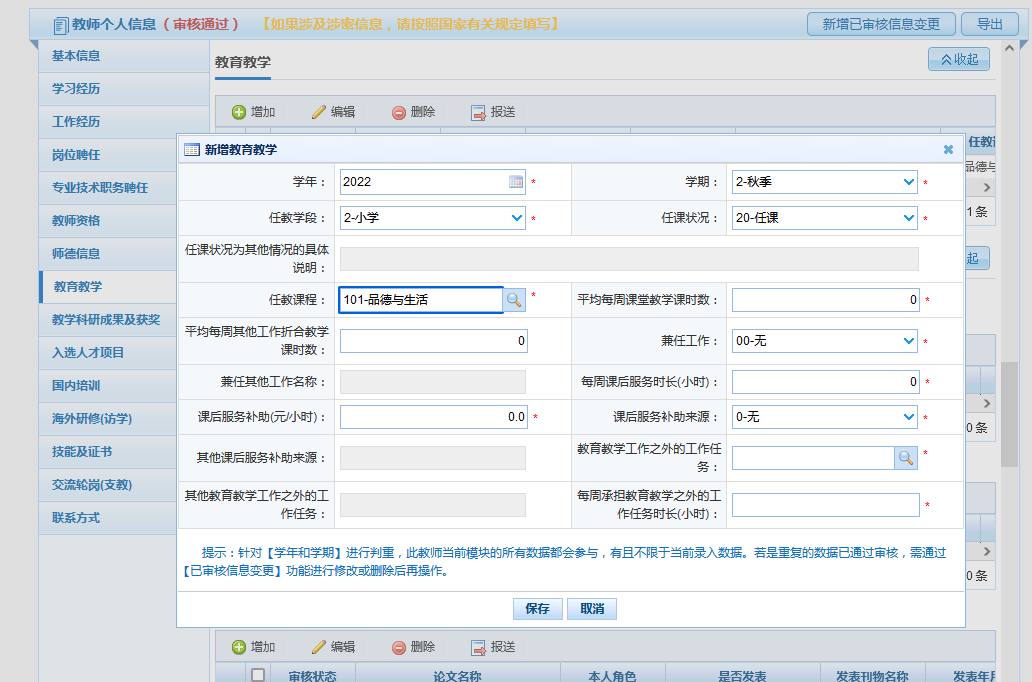 教师个人信息（审核通过） 【如果涉及涉密信息，请按照国家有关规定填写】 新增已审核信息变更 导出
基本信息
学习经历
工作经历
岗位聘任
专业技术职务聘任
教师资格
师德信息
教育教学
教学科研成果及获奖
入选人才项目
国内培训
海外研修(访学)
技能及证书
交流轮岗(支教)
联系方式
教育教学 收起
增加 编辑 删除 报送
任教
品德与
1 条
起
0 条
0 条
新增教育教学
学年： 2022 * 学期： 2-秋季 *
任教学段： 2-小学 * 任课状况： 20-任课 *
任课状况为其他情况的具体
说明：
任教课程： 101-品德与生活 * 平均每周课堂教学课时数： 0 *
平均每周其他工作折合教学
课时数： 0 兼任工作： 00-无 *
兼任其他工作名称： 每周课后服务时长(小时)： 0 *
课后服务补助(元/小时)： 0.0 * 课后服务补助来源： 0-无 *
其他课后服务补助来源： 教育教学工作之外的工作任
务： *
其他教育教学工作之外的工
作任务： 每周承担教育教学之外的工
作任务时长(小时)： *
提示：针对【学年和学期】进行判重，此教师当前模块的所有数据都会参与，有且不限于当前录入数据。若是重复的数据已通过审核，需通过
【已审核信息变更】功能进行修改或删除后再操作。
保存 取消
增加 编辑 删除 报送
审核状态 论文名称 本人角色 是否发表 发表刊物名称 发表年月